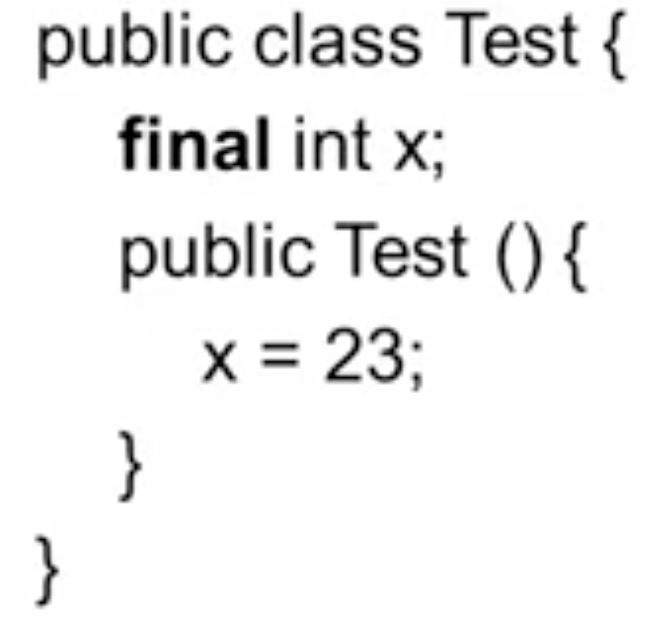 public class Test {
final int x;
public Test () {
x = 23;
}
}